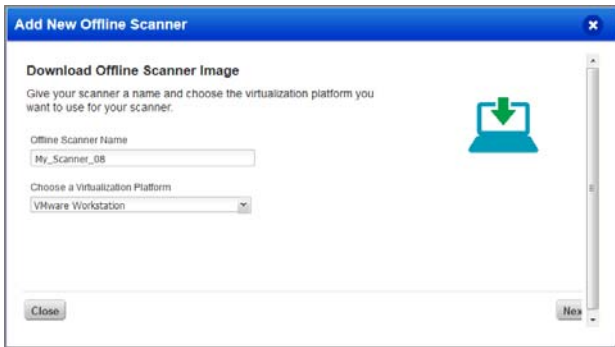 Add New Offline Scanner
Download Offline Scanner Image
Give your scanner a name and choose the virtualization platform you
want to use for your scanner.
Offline Scanner Name
My_Scanner_08
Choose a Virtualization Platform
VMware Workstation
Close
Nex